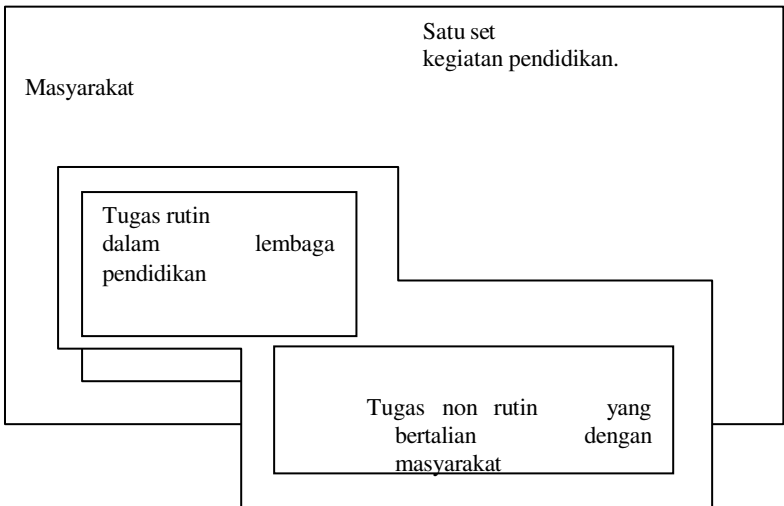 Satu set
kegiatan pendidikan.
Masyarakat
Tugas rutin
dalam lembaga
pendidikan
Tugas non rutin yang
bertalian dengan
masyarakat